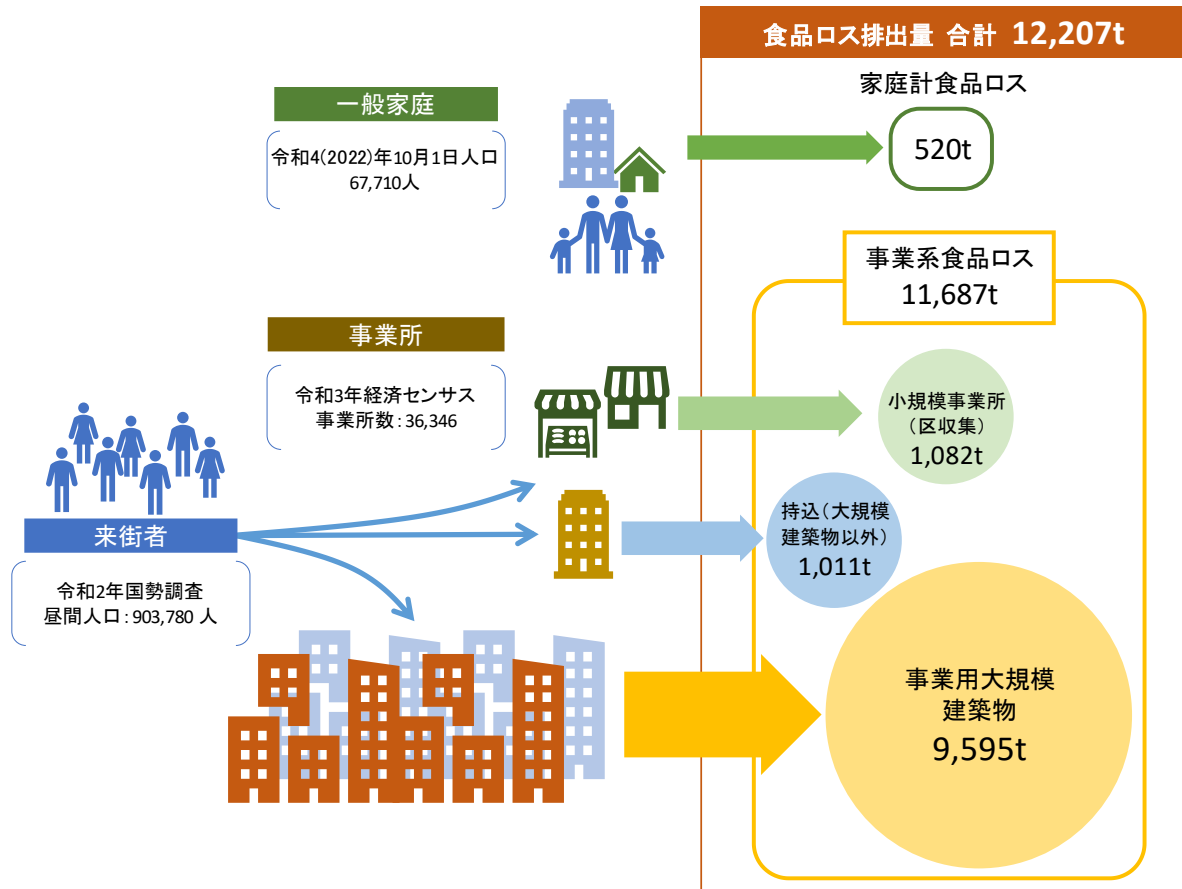 食品ロス排出量 合計 12,207t
家庭計食品ロス
520t
一般家庭
令和4(2022)年10月1日人口
67,710人
事業系食品ロス
11,687t
事業所
令和3年経済センサス
事業所数：36,346
小規模事業所
（区収集）
1,082t
持込（大規模
建築物以外）
1,011t
来街者
令和2年国勢調査
昼間人口：903,780 人
事業用大規模
建築物
9,595t